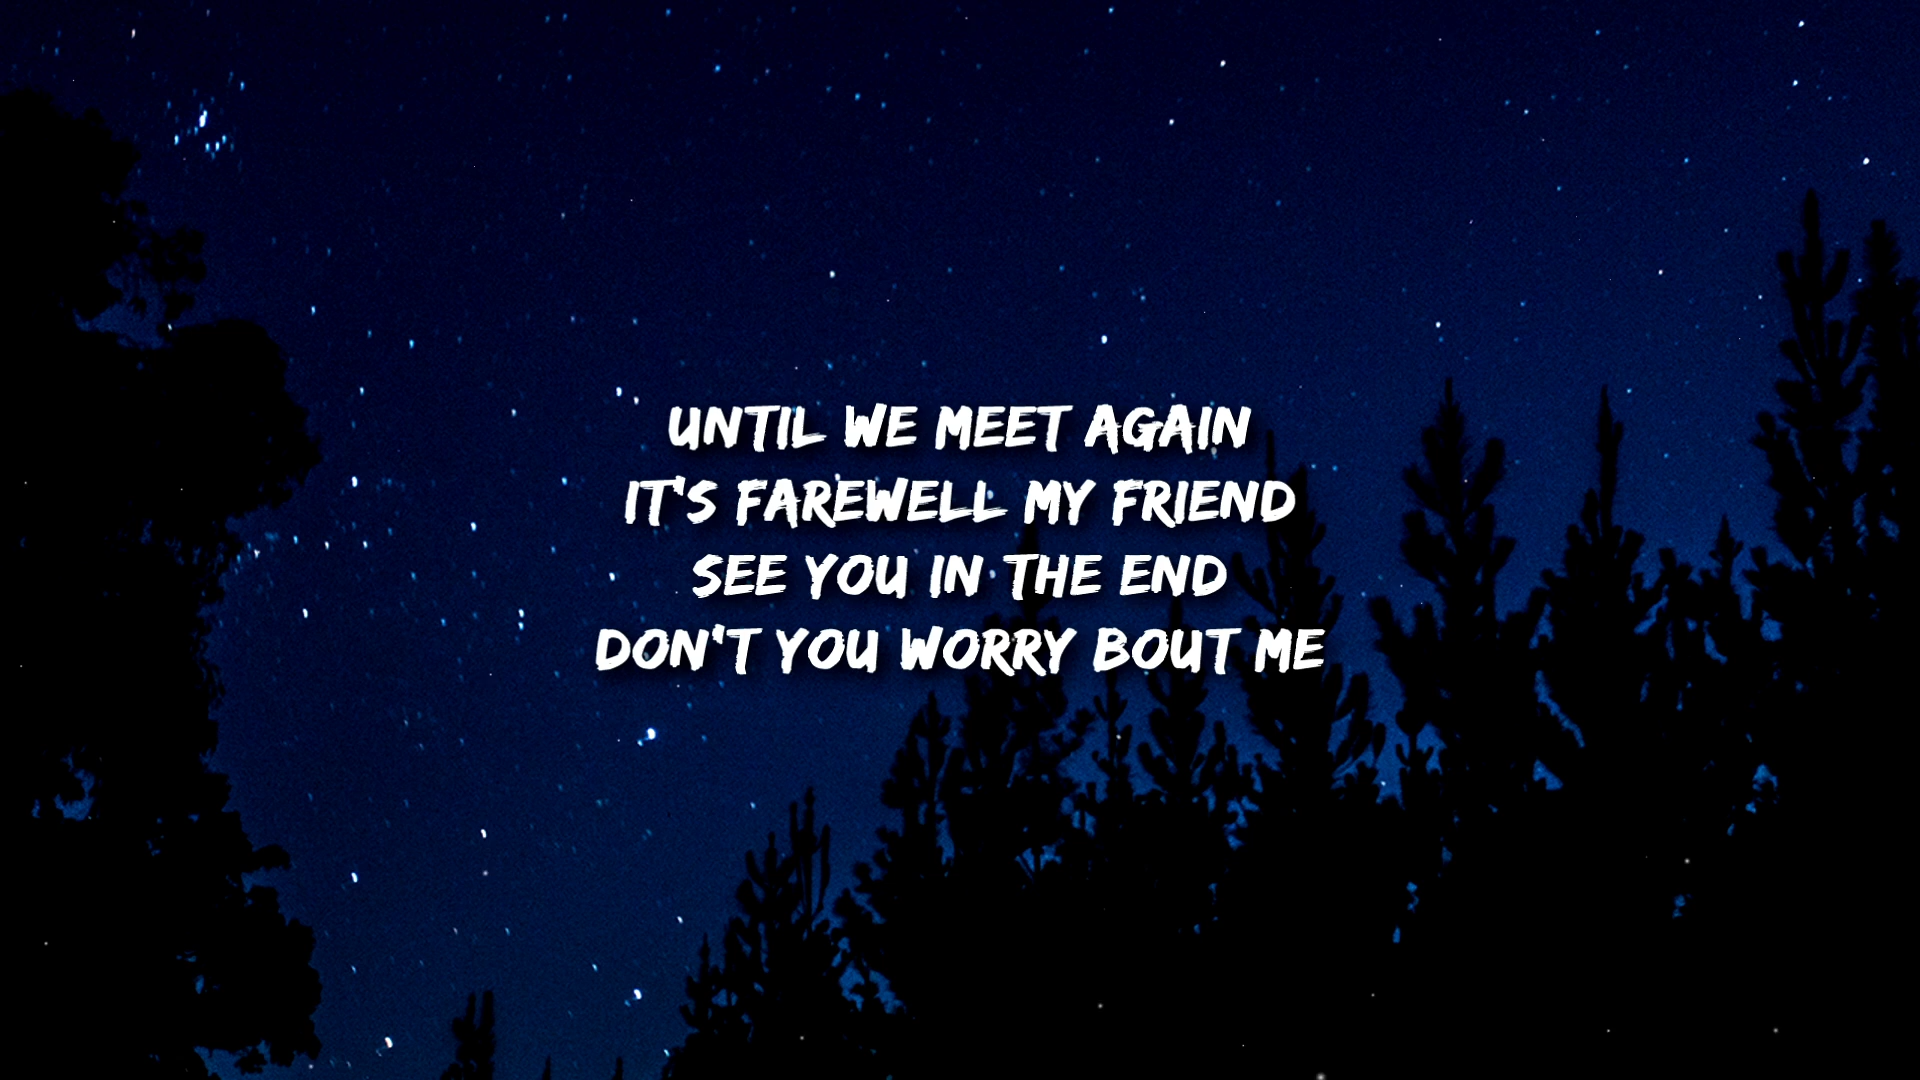 UNTIL WE MEET AGAIN
IT'S FAREWELL MY FRIEND
SEE YOU IN THE END
DON'T YOU WORRY BOUT ME